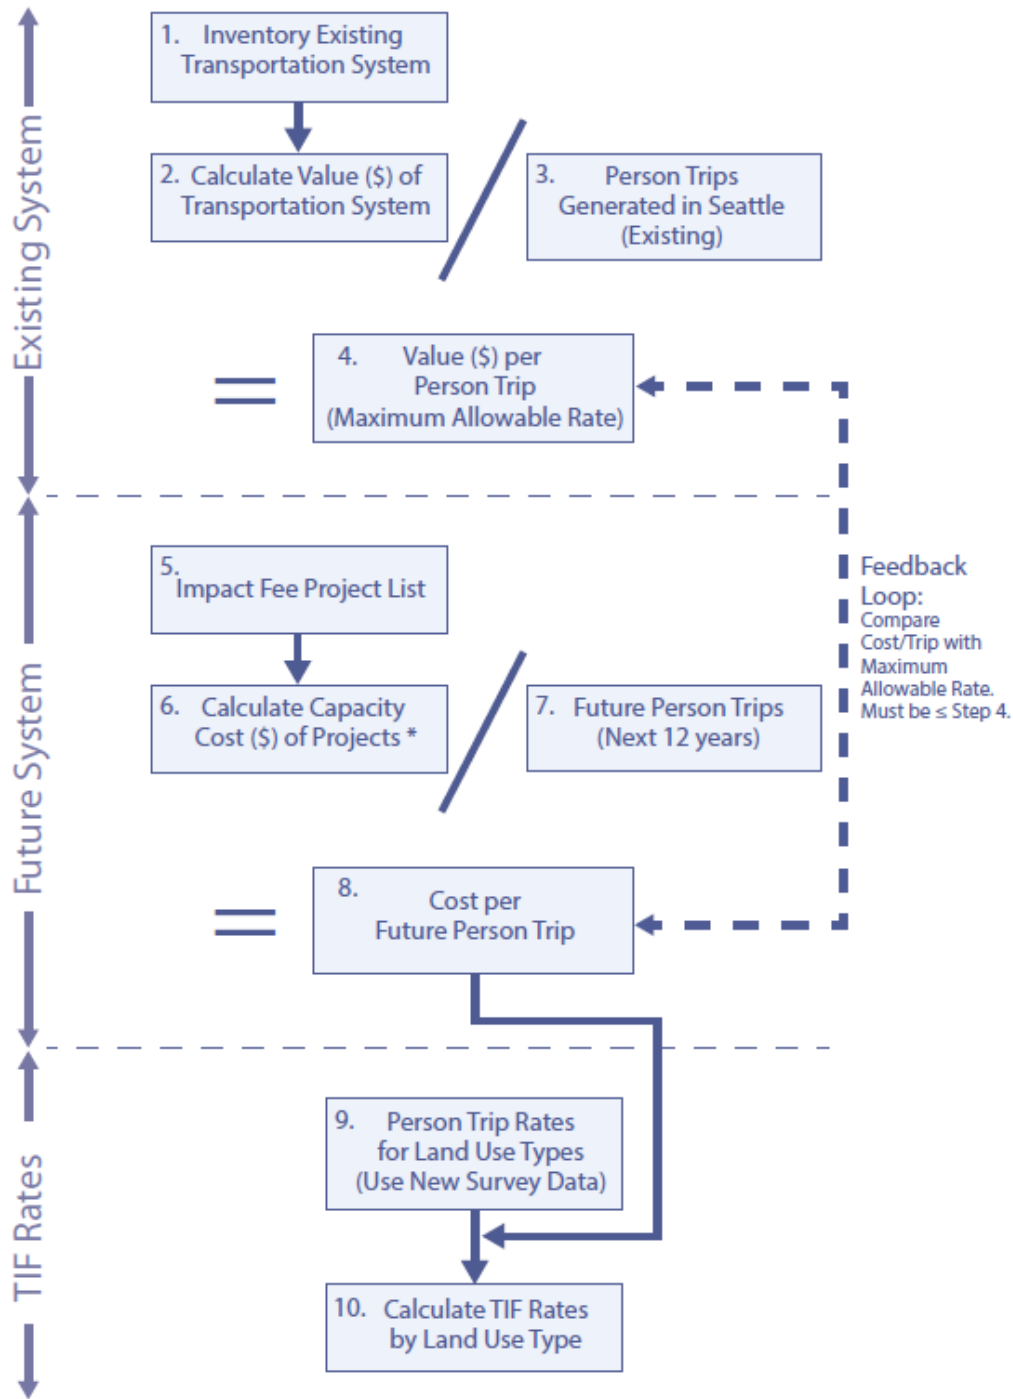 Existing System
1. Inventory Existing
Transportation System
2. Calculate Value ($) of
Transportation System
3. Person Trips
Generated in Seattle
(Existing)
=
4. Value ($) per
Person Trip
(Maximum Allowable Rate)
Future System
5.
Impact Fee Project List
6. Calculate Capacity
Cost ($) of Projects *
7. Future Person Trips
(Next 12 years)
=
8. Cost per
Future Person Trip
Feedback
Loop:
Compare
Cost/Trip with
Maximum
Allowable Rate.
Must be ≤ Step 4.
TIF Rates
9. Person Trip Rates
for Land Use Types
(Use New Survey Data)
10. Calculate TIF Rates
by Land Use Type